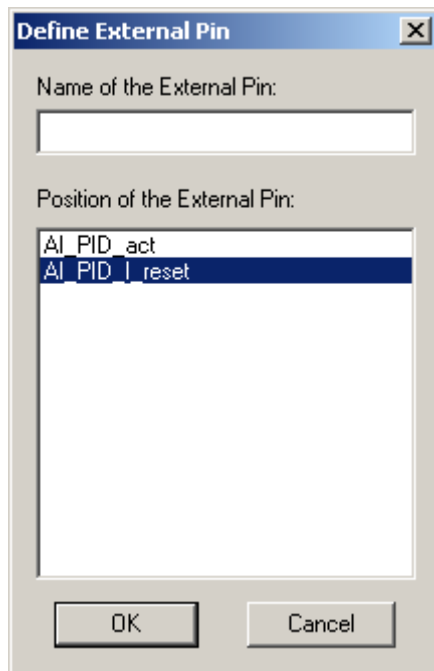 Define External Pin
Name of the External Pin:
Position of the External Pin:
AI_PID_act
AI_PID_I_reset
OK
Cancel